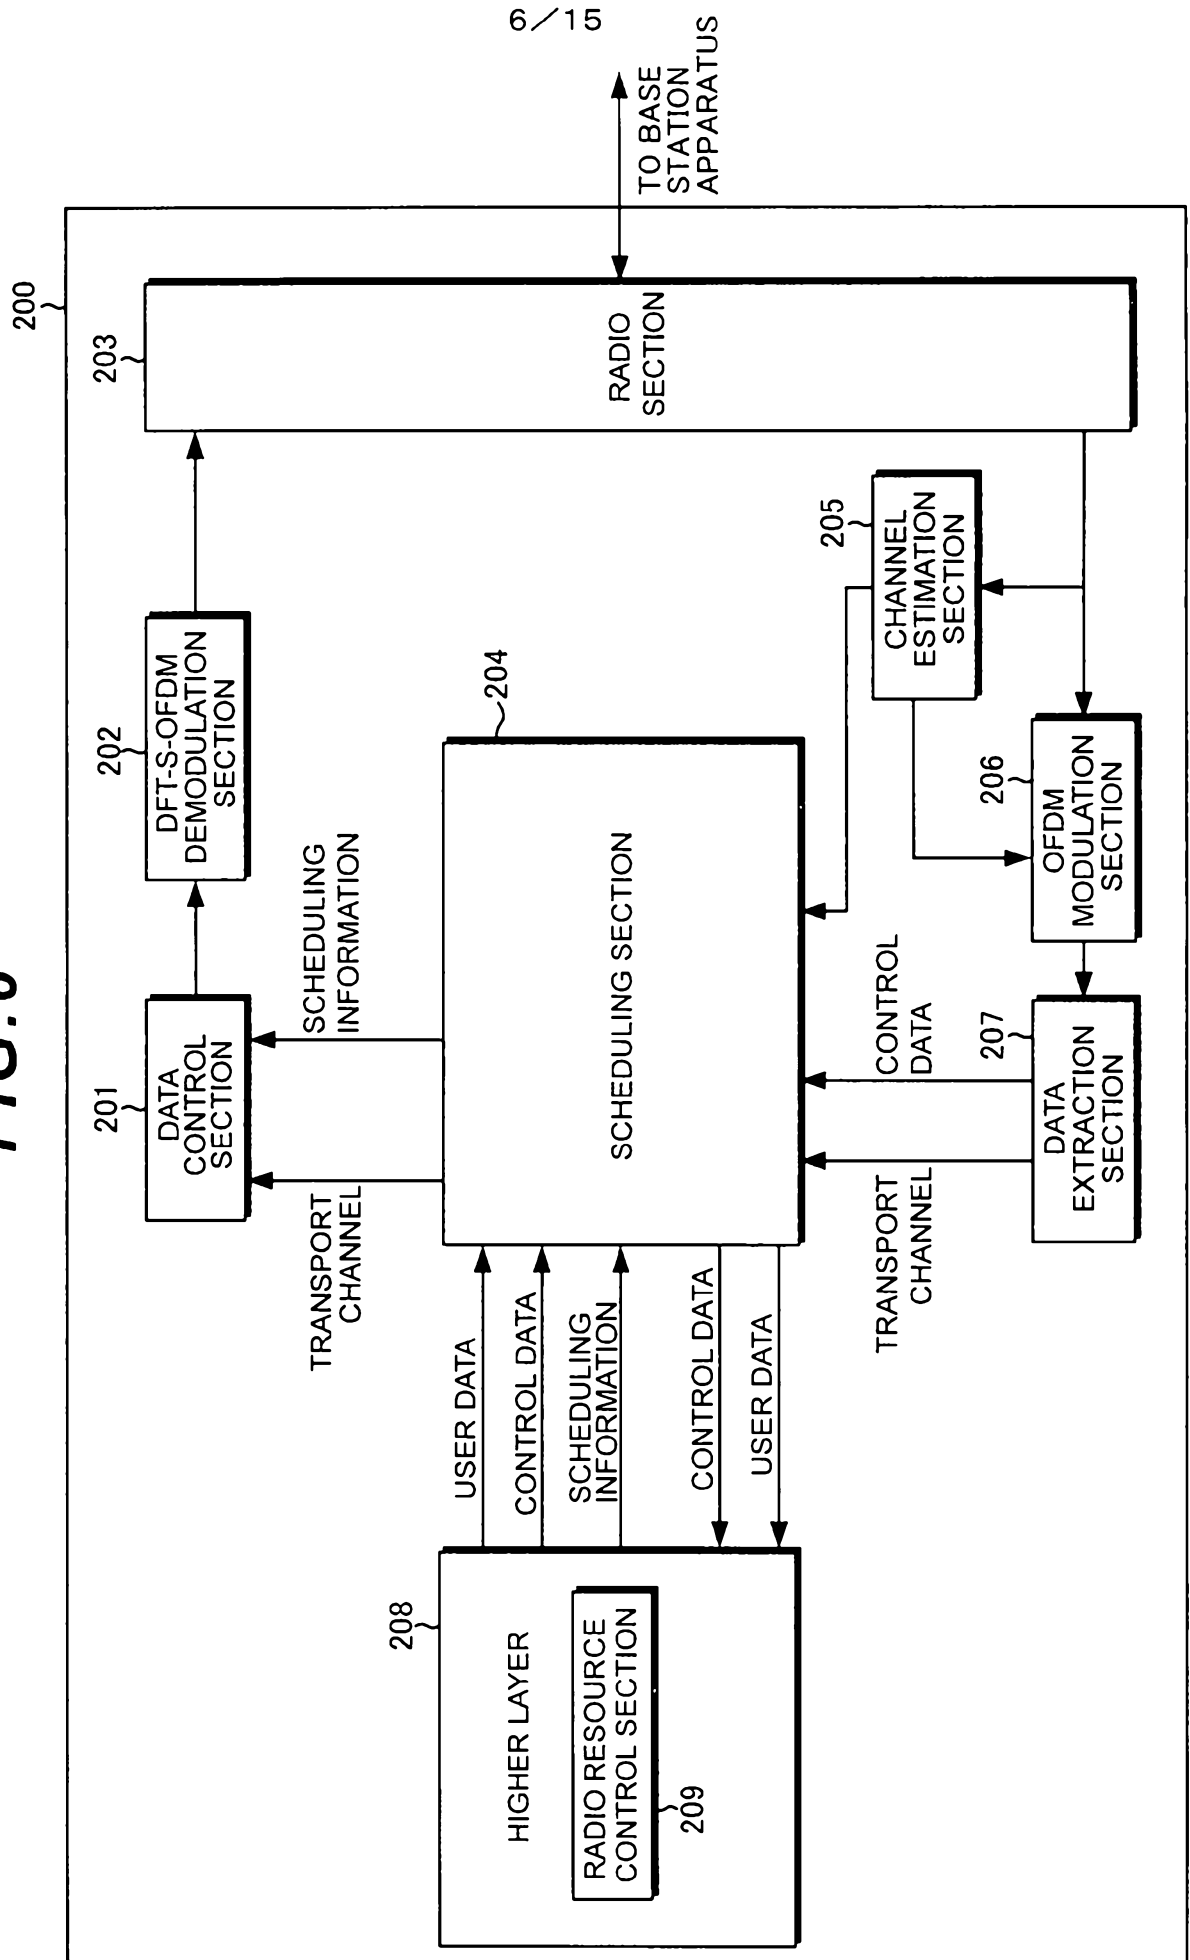 6/15
FIG. 6
200
HIGHER LAYER
208
RADIO RESOURCE
CONTROL SECTION
209
USER DATA
CONTROL DATA
SCHEDULING
INFORMATION
CONTROL DATA
USER DATA
201
DATA
CONTROL
SECTION
TRANSPORT
CHANNEL
SCHEDULING
INFORMATION
202
DFT-S-OFDM
DEMODULATION
SECTION
203
RADIO
SECTION
TO BASE
STATION
APPARATUS
204
SCHEDULING SECTION
205
CHANNEL
ESTIMATION
SECTION
206
OFDM
MODULATION
SECTION
207
DATA
EXTRACTION
SECTION
TRANSPORT
CHANNEL
CONTROL
DATA